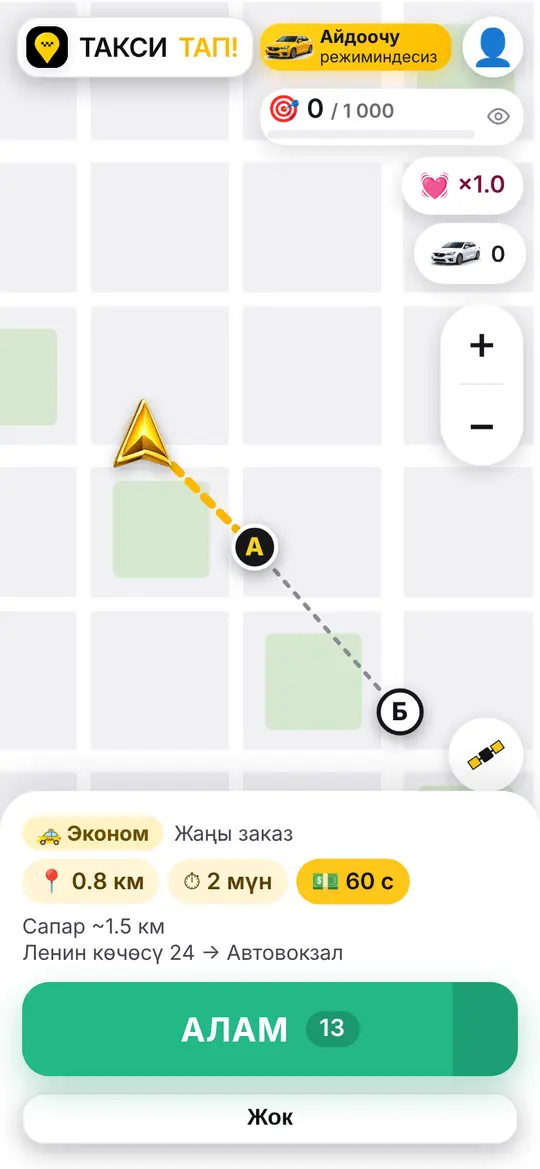 ТАКСИ ТАП!
Айдоочу
режиминдесиз
0 / 1 000
×1.0
0
+
−
А
Б
Эконом Жаңы заказ
0.8 км 2 мүн 60 с
Сапар ~1.5 км
Ленин көчөсү 24 → Автовокзал
АЛАМ 13
Жок